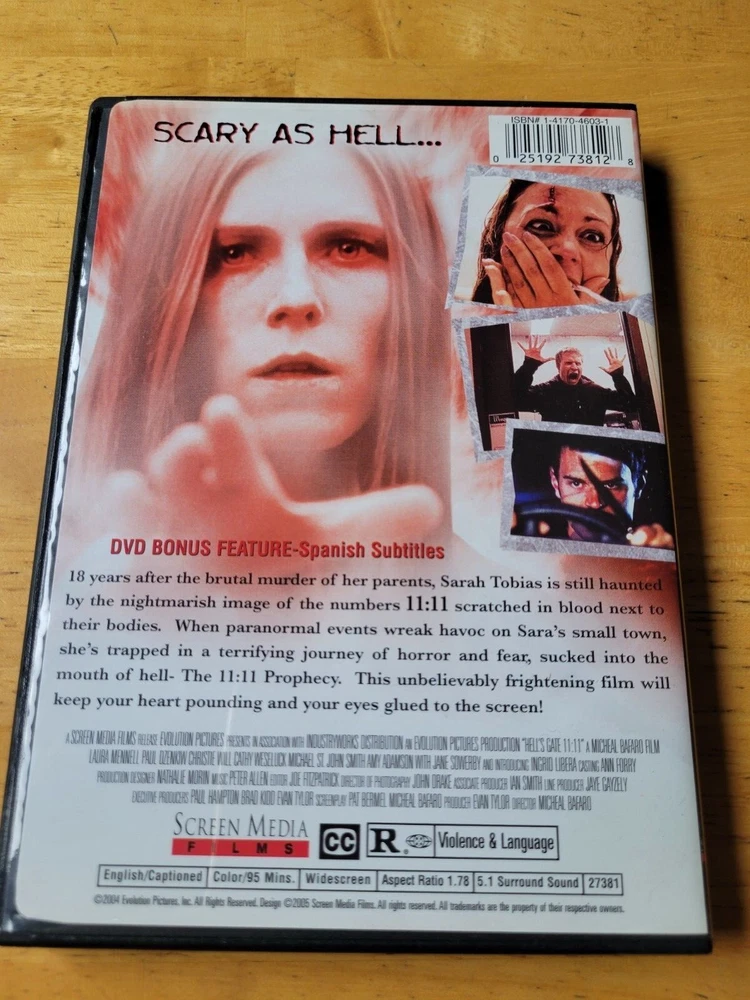 SCARY AS HELL...
ISBN# 1-4170-4603-1
0 25192 73812 8
DVD BONUS FEATURE-Spanish Subtitles
18 years after the brutal murder of her parents, Sarah Tobias is still haunted
by the nightmarish image of the numbers 11:11 scratched in blood next to
their bodies. When paranormal events wreak havoc on Sara's small town,
she's trapped in a terrifying journey of horror and fear, sucked into the
mouth of hell- The 11:11 Prophecy. This unbelievably frightening film will
keep your heart pounding and your eyes glued to the screen!
A SCREEN MEDIA FILMS RELEASE EVOLUTION PICTURES PRESENTS IN ASSOCIATION WITH INDUSTRYWORKS DISTRIBUTION AN EVOLUTION PICTURES PRODUCTION "HELL'S GATE 11:11" A MICHEAL BAFARO FILM
LAURA MENNELL PAUL DZENKIW CHRISTIE WILL CATHY WESELUCK MICHAEL ST. JOHN SMITH AMY ADAMSON WITH JANE SOWERBY AND INTRODUCING INGRID LIBERA CASTING ANN FORRY
PRODUCTION DESIGNER NATHALIE MORIN MUSIC PETER ALLEN EDITOR JOE FITZPATRICK DIRECTOR OF PHOTOGRAPHY JOHN DRAKE ASSOCIATE PRODUCER IAN SMITH LINE PRODUCER JAYE GAYZELY
EXECUTIVE PRODUCERS PAUL HAMPTON BRAD KIDD EVAN TYLOR SCREENPLAY PAT BERMEL MICHEAL BAFARO PRODUCER EVAN TYLOR DIRECTOR MICHEAL BAFARO
SCREEN MEDIA
FILMS
CC
R
Violence & Language
English/Captioned Color/95 Mins. Widescreen Aspect Ratio 1.78 5.1 Surround Sound 27381
©2004 Evolution Pictures, Inc. All Rights Reserved. Design ©2005 Screen Media Films. All rights reserved. All trademarks are the property of their respective owners.